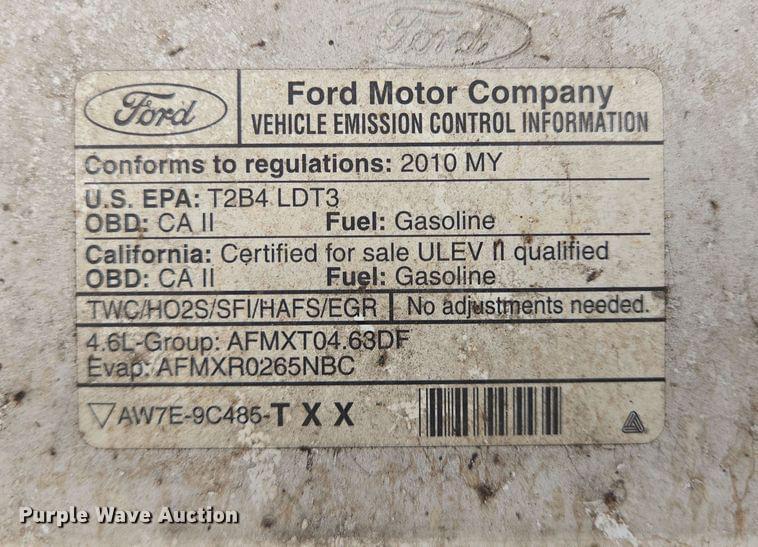 Ford
Ford
Ford Motor Company
VEHICLE EMISSION CONTROL INFORMATION
Conforms to regulations: 2010 MY
U.S. EPA: T2B4 LDT3
OBD: CA II Fuel: Gasoline
California: Certified for sale ULEV II qualified
OBD: CA II Fuel: Gasoline
TWC/HO2S/SFI/HAFS/EGR No adjustments needed.
4.6L-Group: AFMXT04.63DF
Evap: AFMXR0265NBC
▽AW7E-9C485-TXX
Purple Wave Auction